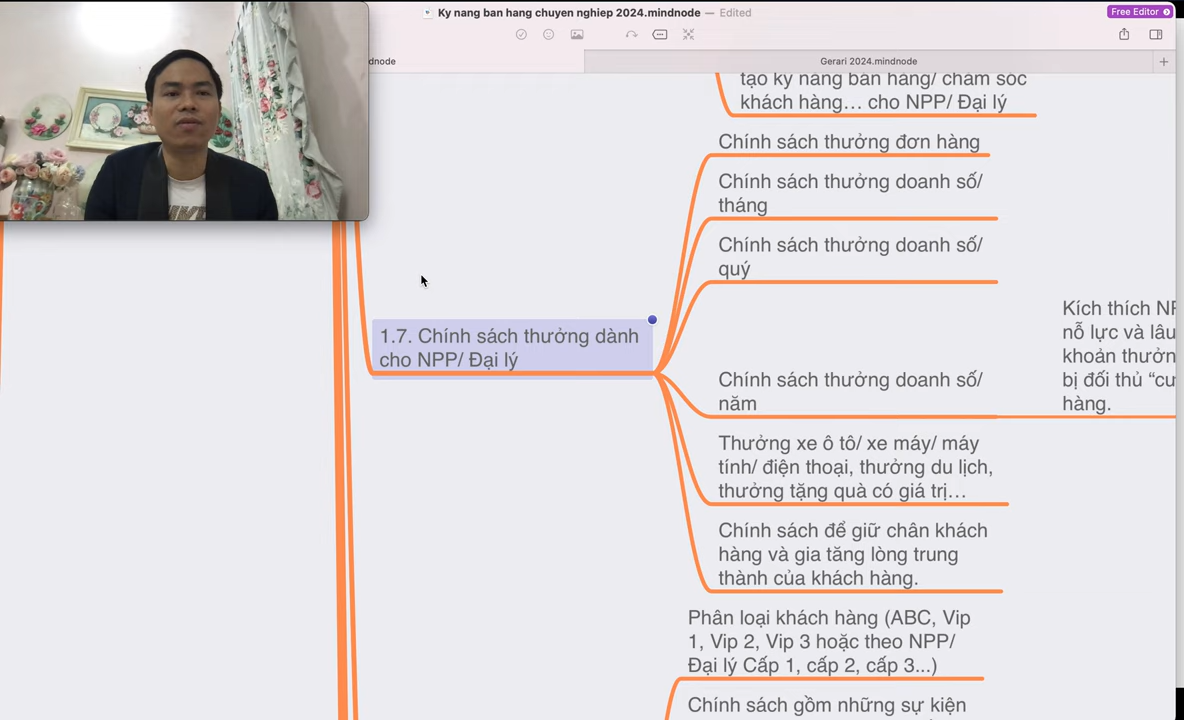 Ky nang ban hang chuyen nghiep 2024.mindnode — Edited
Free Editor
dnode
Gerari 2024.mindnode
tạo kỹ năng bán hàng/ chăm sóc
khách hàng… cho NPP/ Đại lý
Chính sách thưởng đơn hàng
Chính sách thưởng doanh số/
tháng
Chính sách thưởng doanh số/
quý
1.7. Chính sách thưởng dành
cho NPP/ Đại lý
Chính sách thưởng doanh số/
năm
Kích thích NP
nỗ lực và lâu
khoản thưởn
bị đối thủ “cu
hàng.
Thưởng xe ô tô/ xe máy/ máy
tính/ điện thoại, thưởng du lịch,
thưởng tặng quà có giá trị…
Chính sách để giữ chân khách
hàng và gia tăng lòng trung
thành của khách hàng.
Phân loại khách hàng (ABC, Vip
1, Vip 2, Vip 3 hoặc theo NPP/
Đại lý Cấp 1, cấp 2, cấp 3...)
Chính sách gồm những sự kiện